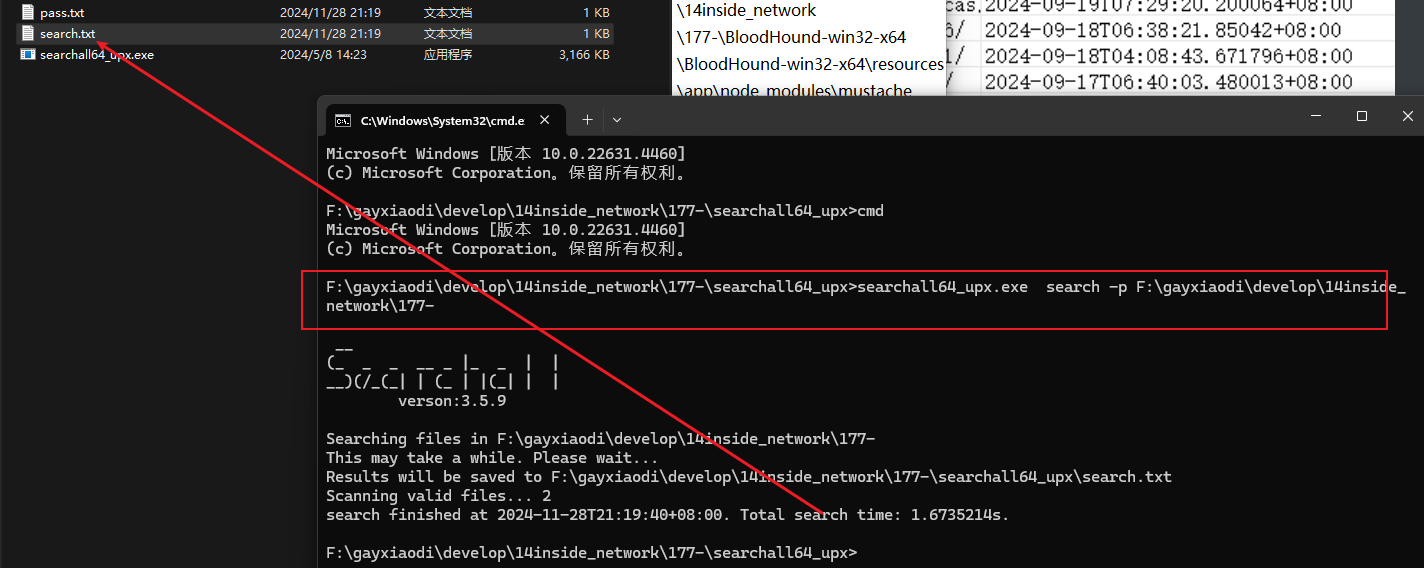 pass.txt 2024/11/28 21:19 文本文档 1 KB
search.txt 2024/11/28 21:19 文本文档 1 KB
searchall64_upx.exe 2024/5/8 14:23 应用程序 3,166 KB
\14inside_network
\177-\BloodHound-win32-x64
\BloodHound-win32-x64\resources
\app\node_modules\mustache
cas, 2024-09-19T07:29:20.200064+08:00
6/ 2024-09-18T06:38:21.85042+08:00
1/ 2024-09-18T04:08:43.671796+08:00
/ 2024-09-17T06:40:03.480013+08:00
C:\Windows\System32\cmd.e
Microsoft Windows [版本 10.0.22631.4460]
(c) Microsoft Corporation。保留所有权利。
F:\gayxiaodi\develop\14inside_network\177-\searchall64_upx>cmd
Microsoft Windows [版本 10.0.22631.4460]
(c) Microsoft Corporation。保留所有权利。
F:\gayxiaodi\develop\14inside_network\177-\searchall64_upx>searchall64_upx.exe  search -p F:\gayxiaodi\develop\14inside_
network\177-
verson:3.5.9
Searching files in F:\gayxiaodi\develop\14inside_network\177-
This may take a while. Please wait...
Results will be saved to F:\gayxiaodi\develop\14inside_network\177-\searchall64_upx\search.txt
Scanning valid files... 2
search finished at 2024-11-28T21:19:40+08:00. Total search time: 1.6735214s.
F:\gayxiaodi\develop\14inside_network\177-\searchall64_upx>